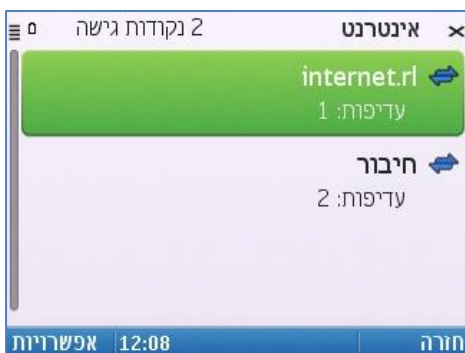 אינטרנט 2 נקודות גישה
internet.rl
עדיפות: 1
חיבור
עדיפות: 2
חזרה 12:08 אפשרויות